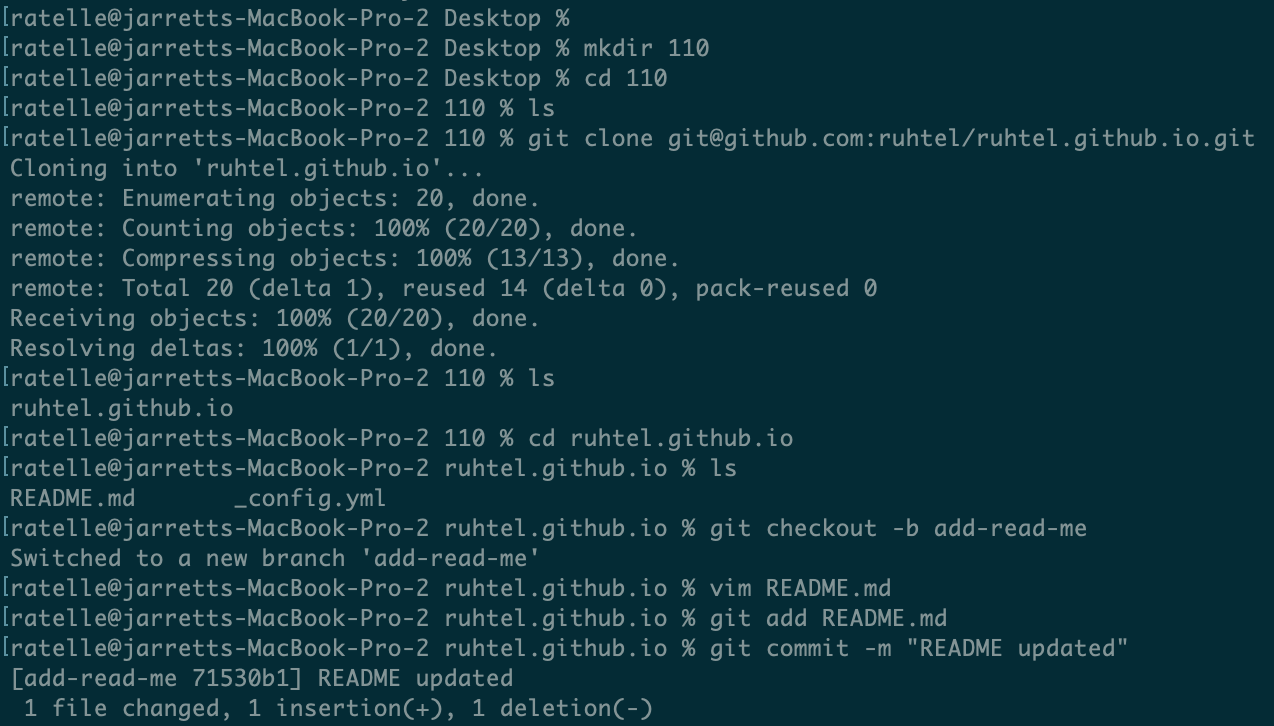 [ratelle@jarretts-MacBook-Pro-2 Desktop %
[ratelle@jarretts-MacBook-Pro-2 Desktop % mkdir 110
[ratelle@jarretts-MacBook-Pro-2 Desktop % cd 110
[ratelle@jarretts-MacBook-Pro-2 110 % ls
[ratelle@jarretts-MacBook-Pro-2 110 % git clone git@github.com:ruhtel/ruhtel.github.io.git
Cloning into 'ruhtel.github.io'...
remote: Enumerating objects: 20, done.
remote: Counting objects: 100% (20/20), done.
remote: Compressing objects: 100% (13/13), done.
remote: Total 20 (delta 1), reused 14 (delta 0), pack-reused 0
Receiving objects: 100% (20/20), done.
Resolving deltas: 100% (1/1), done.
[ratelle@jarretts-MacBook-Pro-2 110 % ls
ruhtel.github.io
[ratelle@jarretts-MacBook-Pro-2 110 % cd ruhtel.github.io
[ratelle@jarretts-MacBook-Pro-2 ruhtel.github.io % ls
README.md       _config.yml
[ratelle@jarretts-MacBook-Pro-2 ruhtel.github.io % git checkout -b add-read-me
Switched to a new branch 'add-read-me'
[ratelle@jarretts-MacBook-Pro-2 ruhtel.github.io % vim README.md
[ratelle@jarretts-MacBook-Pro-2 ruhtel.github.io % git add README.md
[ratelle@jarretts-MacBook-Pro-2 ruhtel.github.io % git commit -m "README updated"
[add-read-me 71530b1] README updated
 1 file changed, 1 insertion(+), 1 deletion(-)